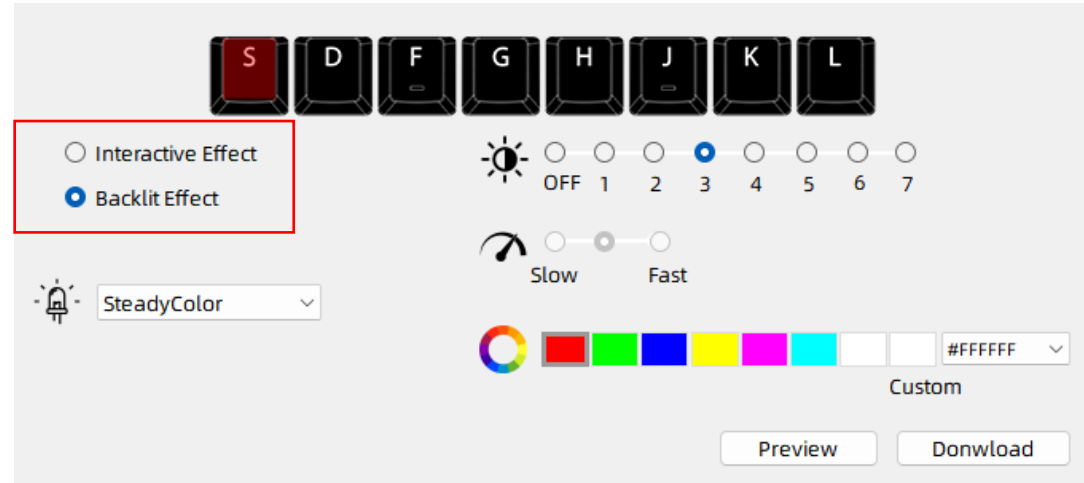 S D F G H J K L
Interactive Effect
Backlit Effect
OFF 1 2 3 4 5 6 7
Slow Fast
SteadyColor
#FFFFFF
Custom
Preview Donwload